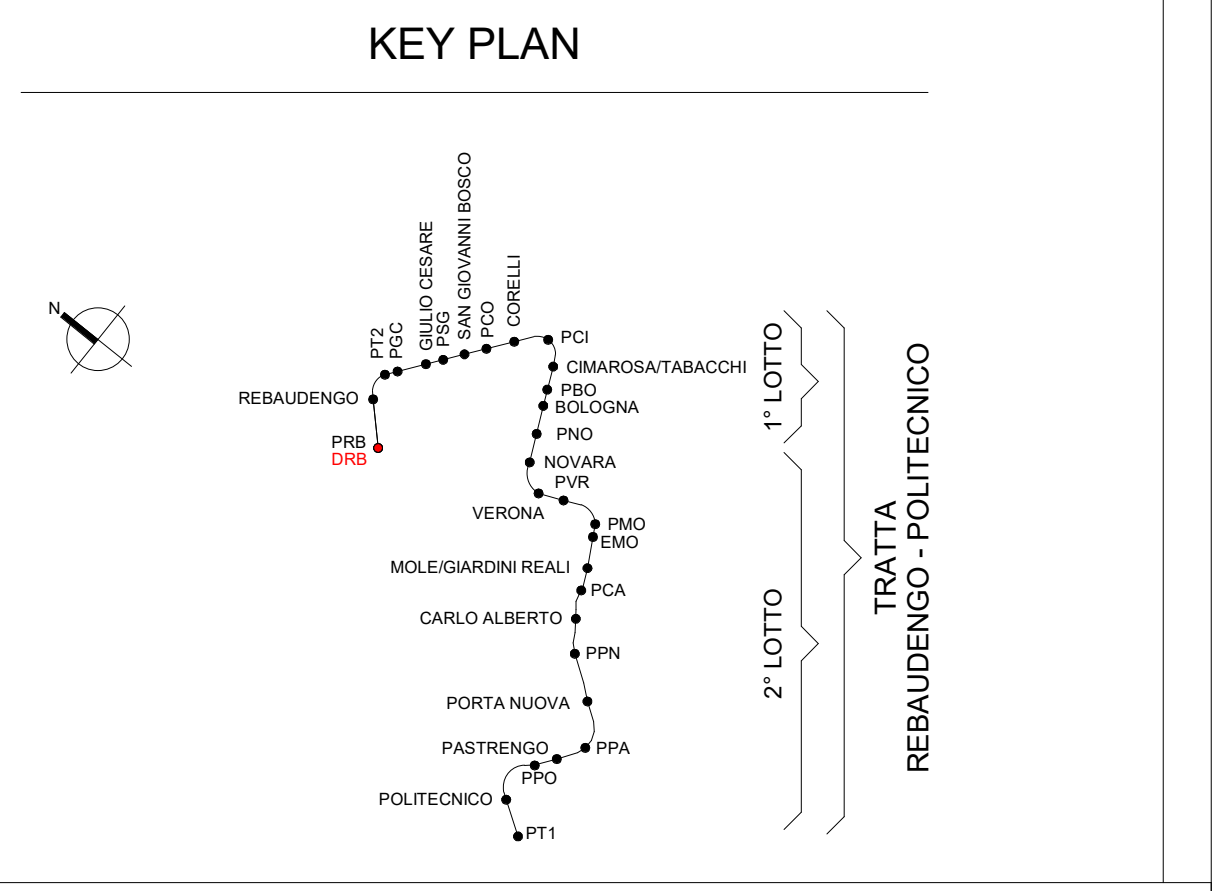 KEY PLAN
N
PT2
PGC
GIULIO CESARE
PSG
SAN GIOVANNI BOSCO
PCO
CORELLI
PCI
CIMAROSA/TABACCHI
REBAUDENGO
PBO
BOLOGNA
PRB
DRB
PNO
NOVARA
PVR
VERONA
PMO
EMO
MOLE/GIARDINI REALI
PCA
CARLO ALBERTO
PPN
PORTA NUOVA
PASTRENGO
PPA
PPO
POLITECNICO
PT1
1° LOTTO
2° LOTTO
TRATTA
REBAUDENGO - POLITECNICO